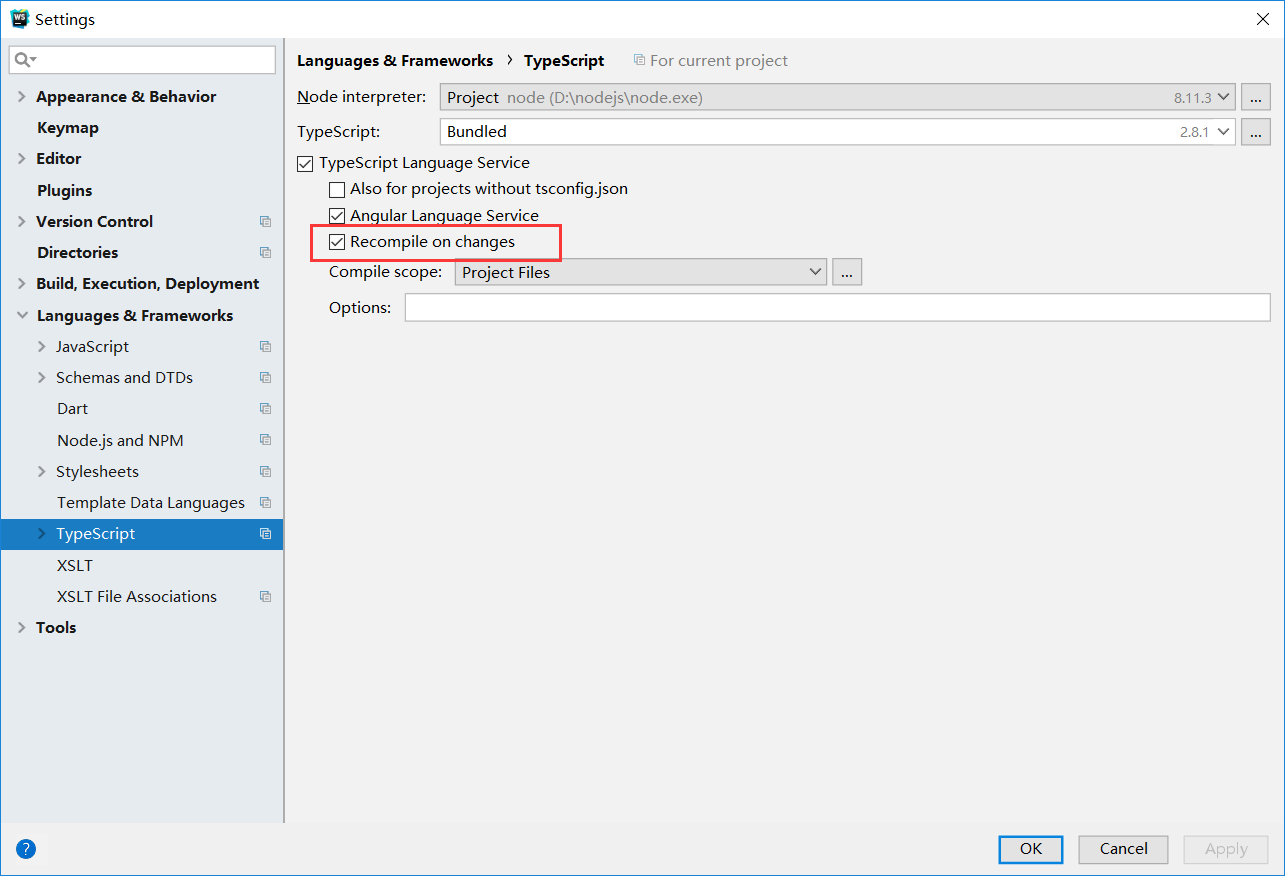 WS
Settings
Appearance & Behavior
Keymap
Editor
Plugins
Version Control
Directories
Build, Execution, Deployment
Languages & Frameworks
JavaScript
Schemas and DTDs
Dart
Node.js and NPM
Stylesheets
Template Data Languages
TypeScript
XSLT
XSLT File Associations
Tools
Languages & Frameworks › TypeScript For current project
Node interpreter: Project node (D:\nodejs\node.exe) 8.11.3 ...
TypeScript: Bundled 2.8.1 ...
TypeScript Language Service
Also for projects without tsconfig.json
Angular Language Service
Recompile on changes
Compile scope: Project Files ...
Options:
? OK Cancel Apply